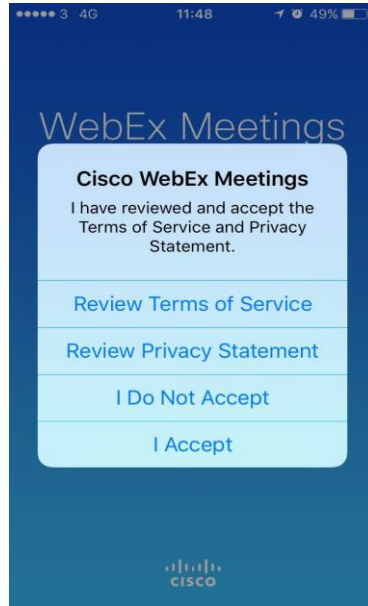 3 4G 11:48 49%
WebEx Meetings
Cisco WebEx Meetings
I have reviewed and accept the
Terms of Service and Privacy
Statement.
Review Terms of Service
Review Privacy Statement
I Do Not Accept
I Accept
CISCO